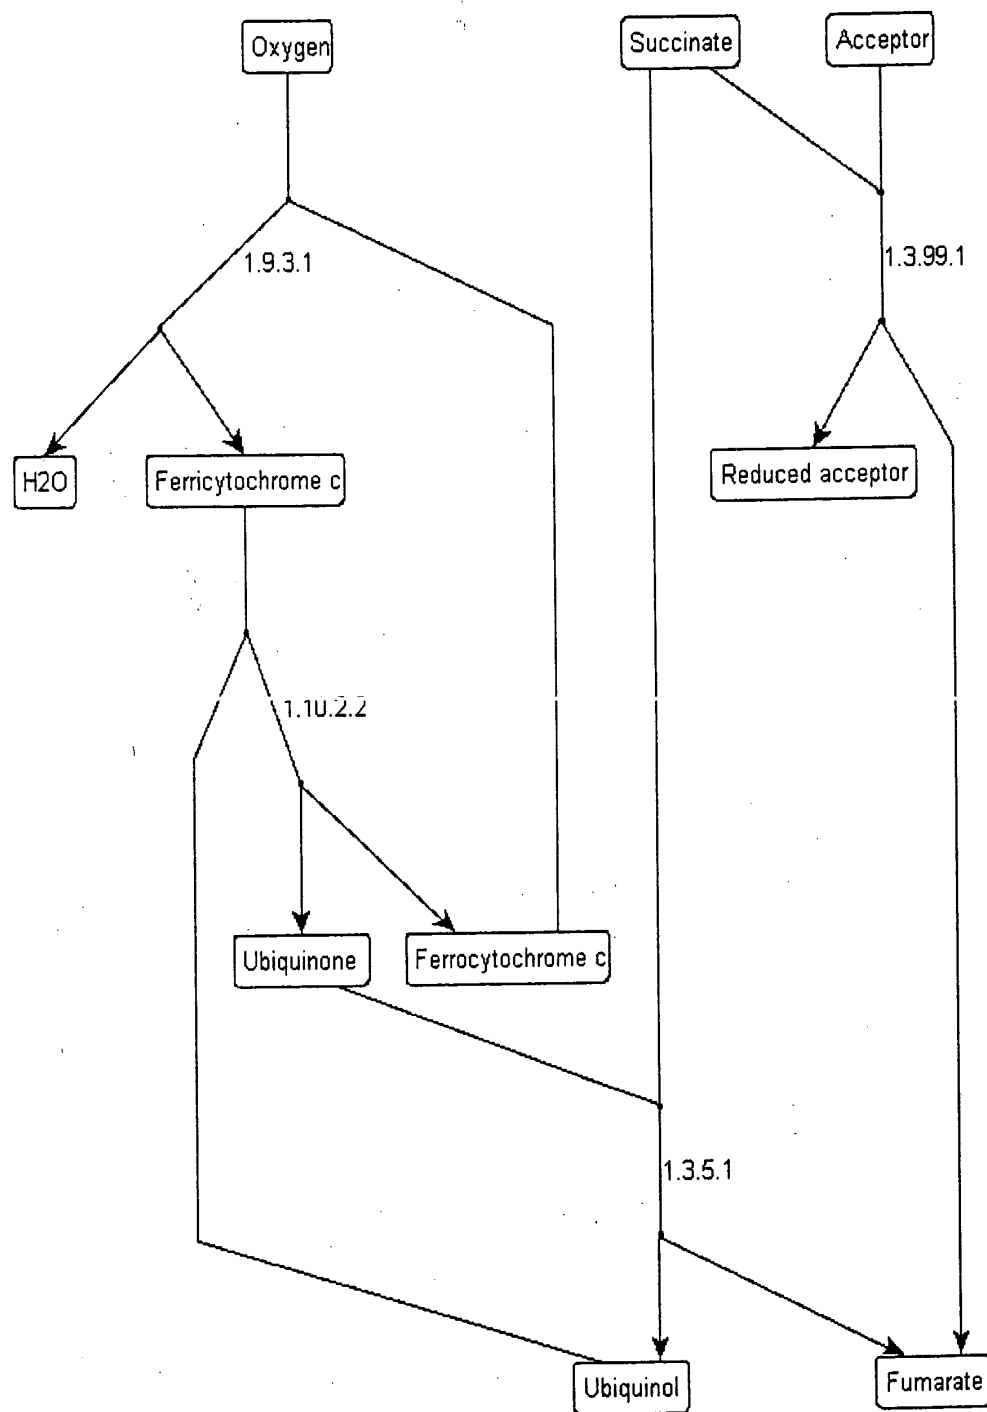 Oxygen
Succinate
Acceptor
1.9.3.1
1.3.99.1
H2O
Ferricytochrome c
Reduced acceptor
1.10.2.2
Ubiquinone
Ferrocytochrome c
1.3.5.1
Ubiquinol
Fumarate